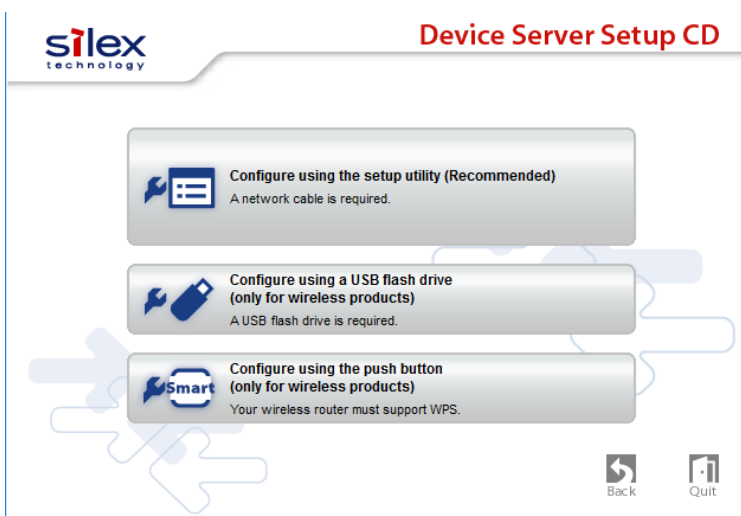 silex
technology
Device Server Setup CD
Configure using the setup utility (Recommended)
A network cable is required.
Configure using a USB flash drive
(only for wireless products)
A USB flash drive is required.
Smart
Configure using the push button
(only for wireless products)
Your wireless router must support WPS.
Back
Quit